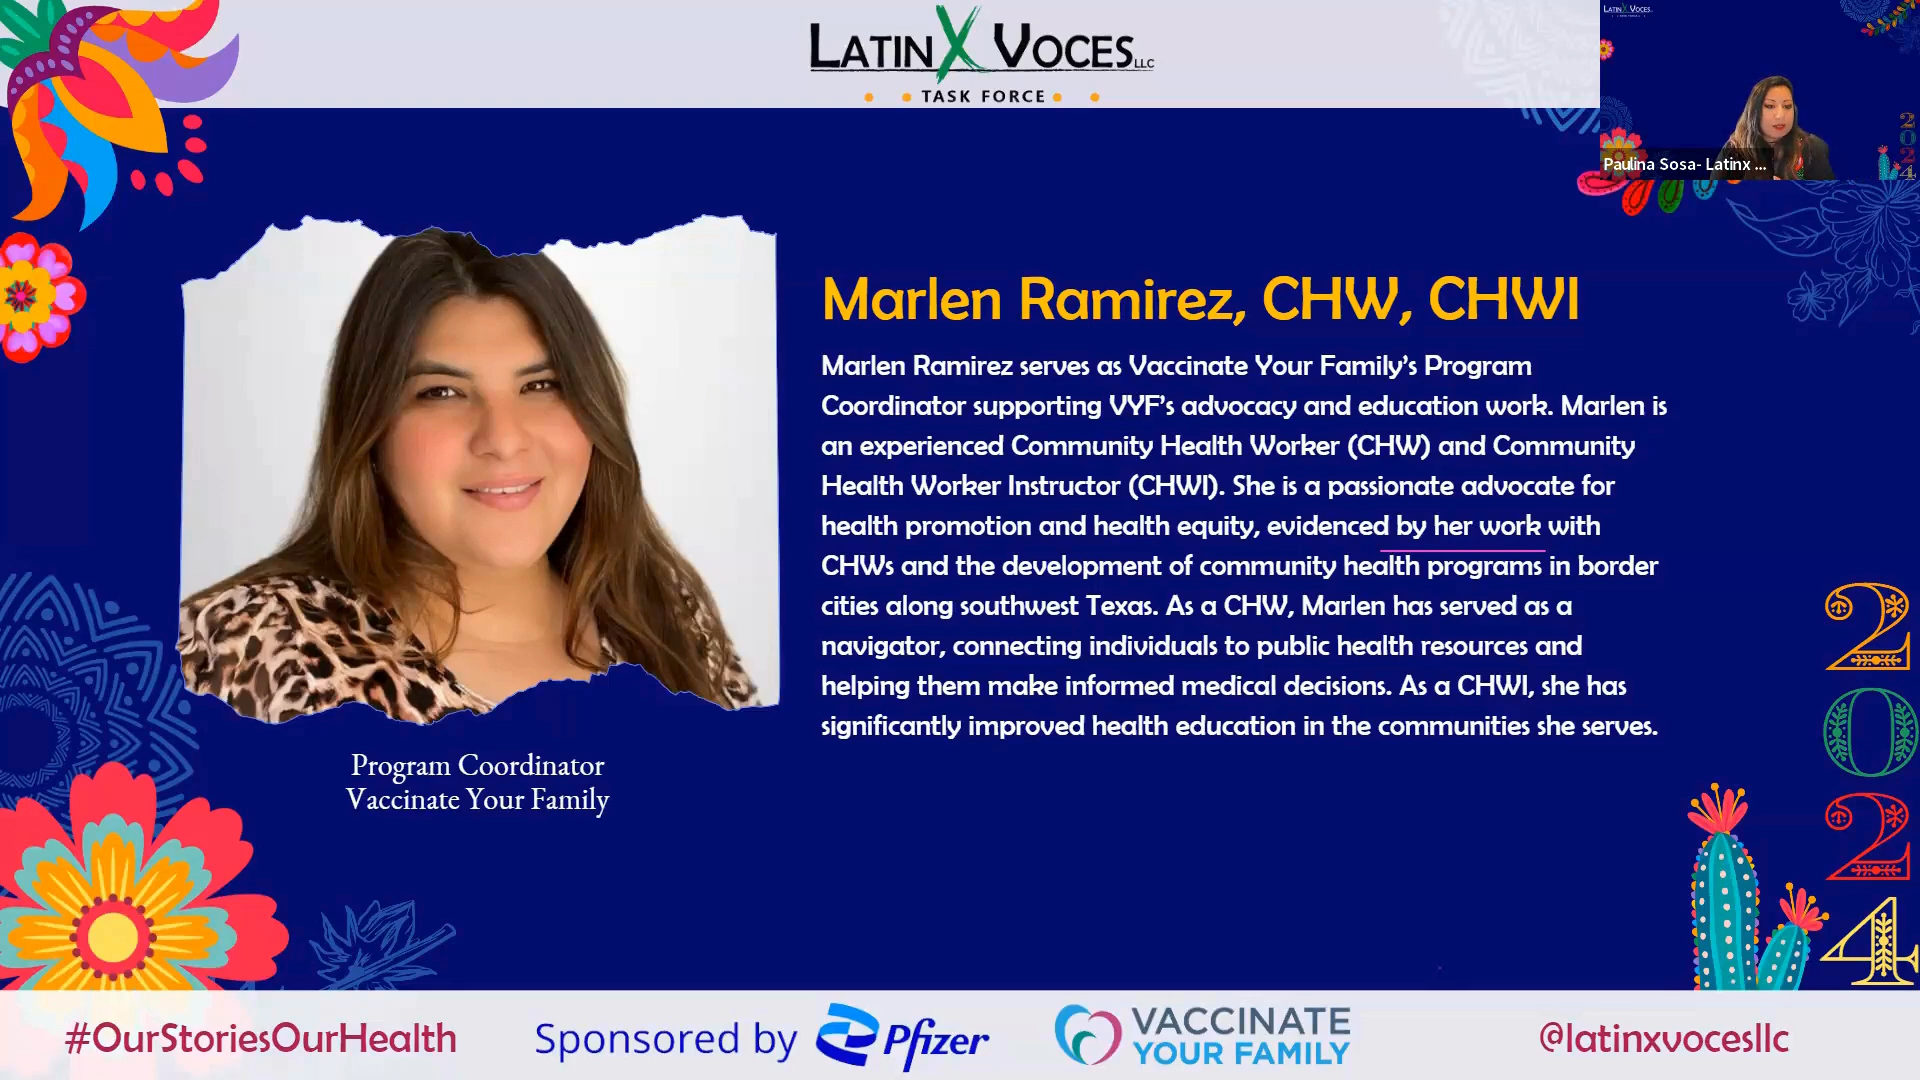 LATINX VOCES LLC
TASK FORCE
LATINX VOCES
Paulina Sosa- Latinx ...
2024
Marlen Ramirez, CHW, CHWI
Marlen Ramirez serves as Vaccinate Your Family's Program
Coordinator supporting VYF's advocacy and education work. Marlen is
an experienced Community Health Worker (CHW) and Community
Health Worker Instructor (CHWI). She is a passionate advocate for
health promotion and health equity, evidenced by her work with
CHWs and the development of community health programs in border
cities along southwest Texas. As a CHW, Marlen has served as a
navigator, connecting individuals to public health resources and
helping them make informed medical decisions. As a CHWI, she has
significantly improved health education in the communities she serves.
Program Coordinator
Vaccinate Your Family
2024
#OurStoriesOurHealth
Sponsored by Pfizer
VACCINATE
YOUR FAMILY
@latinxvocesllc